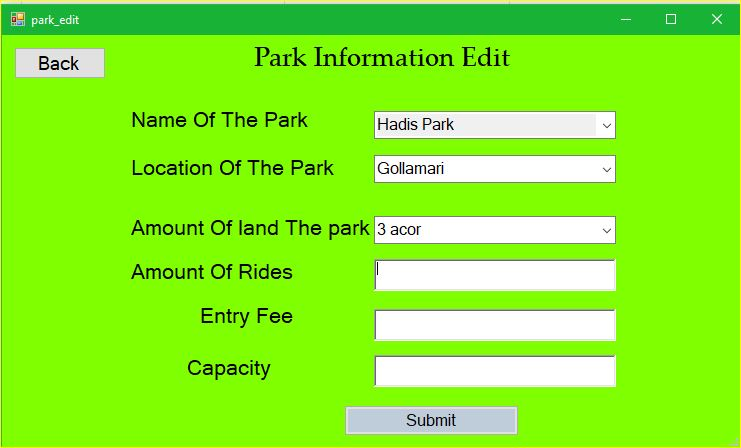 park_edit
Back
Park Information Edit
Name Of The Park
Hadis Park
Location Of The Park
Gollamari
Amount Of land The park
3 acor
Amount Of Rides
Entry Fee
Capacity
Submit